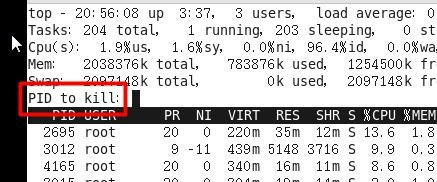 top - 20:56:08 up  3:37,  3 users,  load average: 0.
Tasks: 204 total,   1 running, 203 sleeping,   0 st
Cpu(s):  1.9%us,  1.6%sy,  0.0%ni, 96.4%id,  0.0%wa,
Mem:   2038376k total,   783876k used,  1254500k fr
Swap:  2097148k total,        0k used,  2097148k fr
PID to kill:
PID USER      PR  NI  VIRT  RES  SHR S %CPU %MEM
2695 root      20   0  220m  35m  12m S 13.6  1.8
3012 root       9 -11  439m 5148 3716 S  9.9  0.3
4165 root      20   0  340m  16m  11m S  8.6  0.8